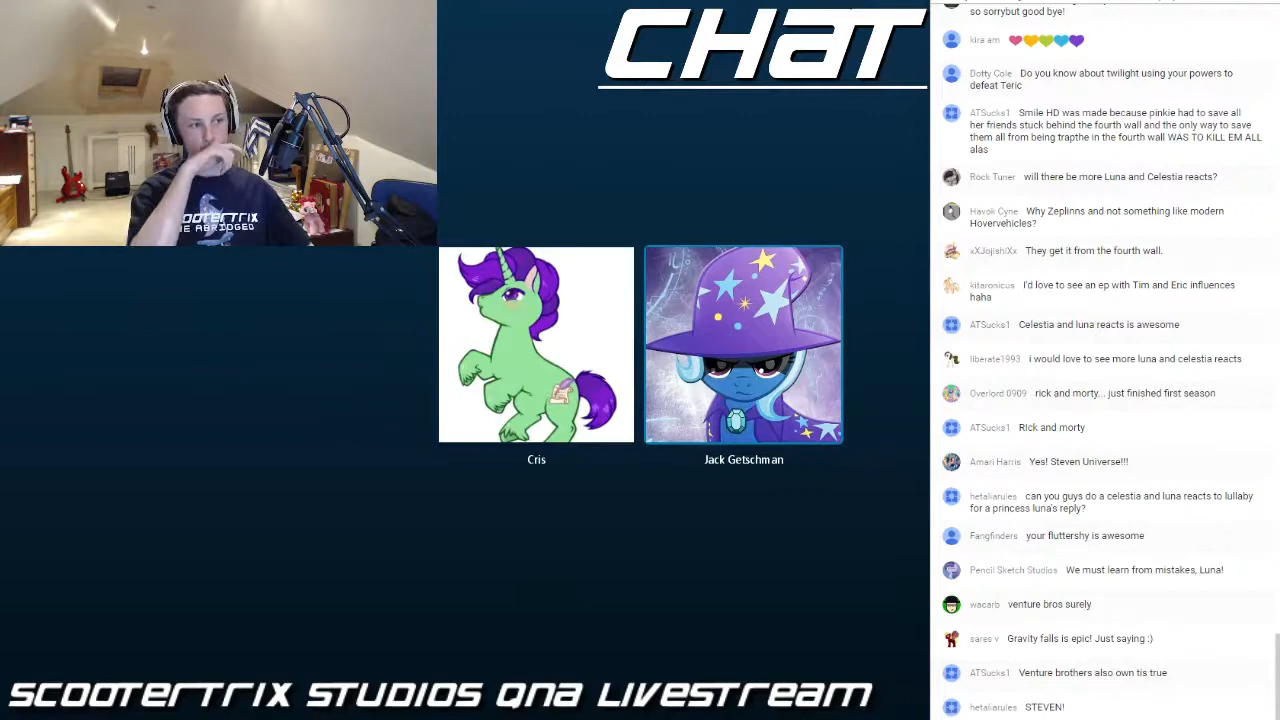 CHAT
SCOOTERTRIX
THE ABRIDGED
Cris
Jack Getschman
SCOOTERTRIX STUDIOS QNA LIVESTREAM
so sorrybut good bye!
kira am
Dotty Cole Do you know about twilight using your powers to
defeat Teric
ATSucks1 Smile HD was made because pinkie had to save all
her friends stuck behind the fourth wall and the only way to save
them all from being trapthe in the fourth wall WAS TO KILL EM ALL
alas
Rock Tuner will there be more Luna and Celestia reacts?
Havok Cyne Why Zeplinns and not something like modern
Hovervehicles?
xXJojishiXx They get it from the fourth wall.
kitaronicus I'd love to see an ep with Tim and Eric influences
haha
ATSucks1 Celestia and luna reacts is awesome
liberate1993 i would love to see more luna and celestia reacts
Overlord 0909 rick and morty... just finished first season
ATSucks1 RIck and morty
Amari Harris Yes! Steven Universe!!!
hetaliarules can you guys do a celestia and luna reacts to lullaby
for a princess luna's reply?
Fangfinders your fluttershy is awesome
Pencil Sketch Studios We must learn from mistakes, Luna!
wacarb venture bros surely
sares v Gravity falls is epic! Just saying :)
ATSucks1 Venture brothers also own tis true
hetaliarules STEVEN!